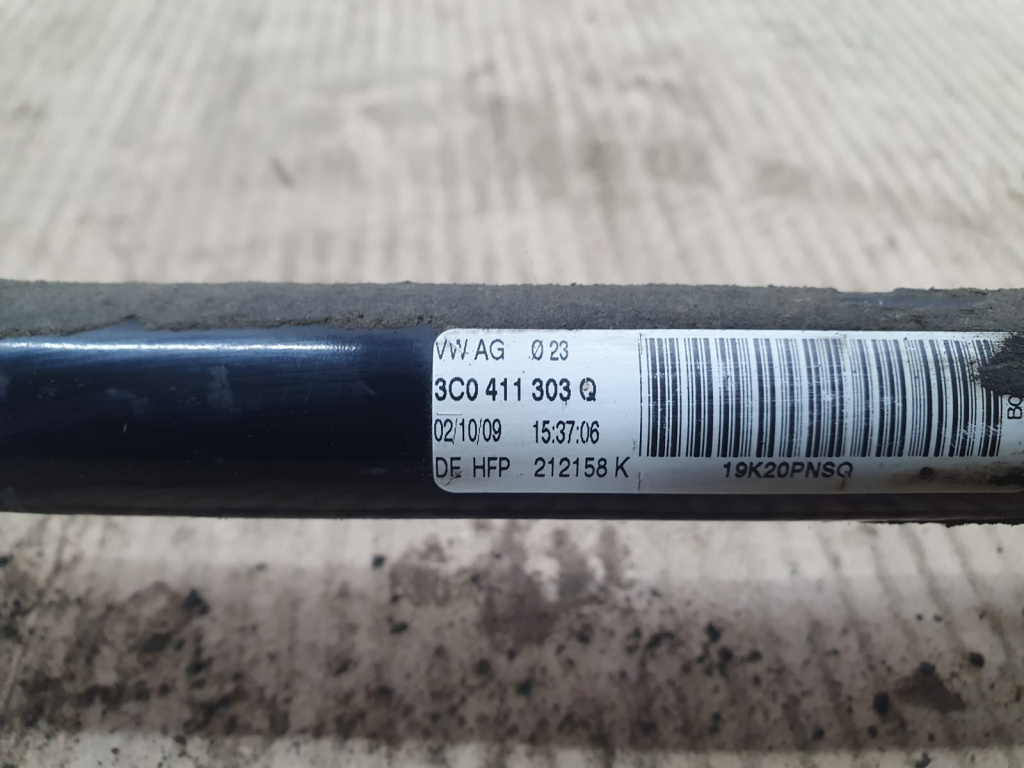 VW AG Ø 23
3C0 411 303 Q
02/10/09 15:37:06
DE HFP 212158 K
19K20PNSQ